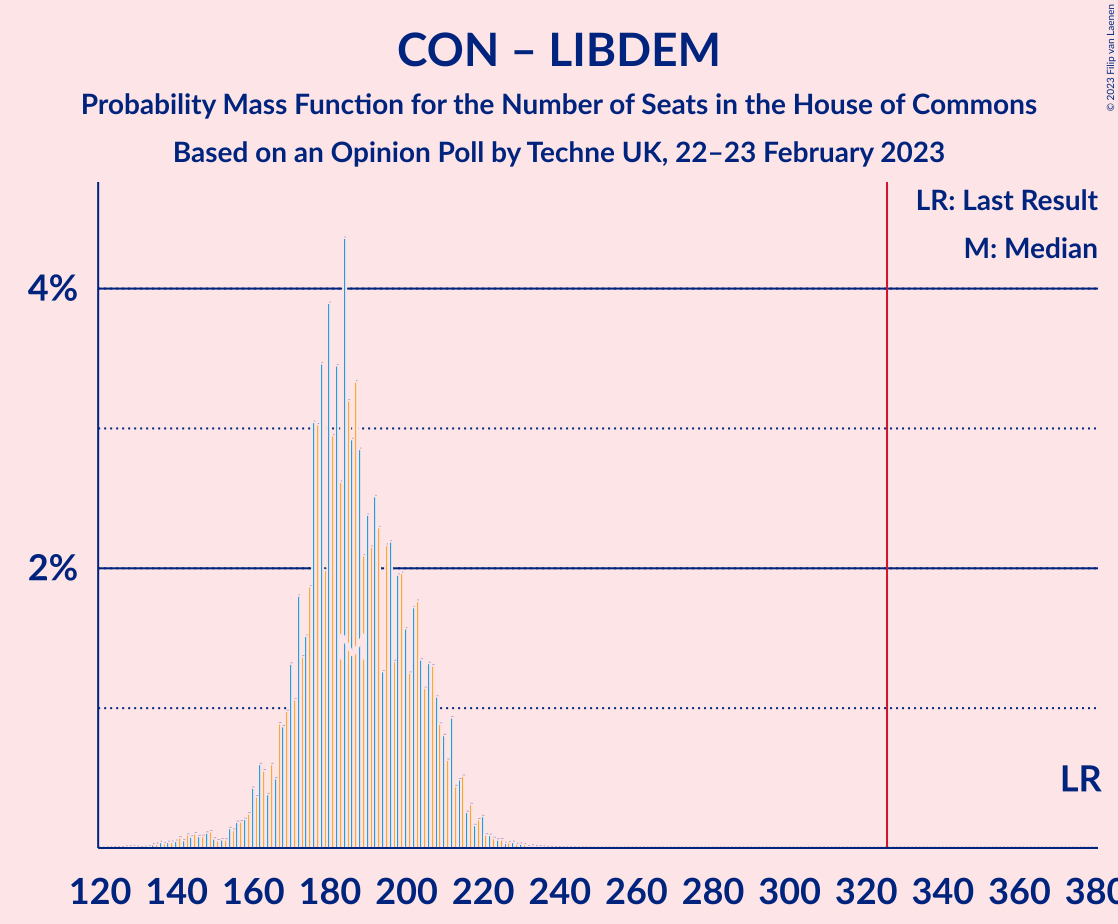 CON – LIBDEM
Probability Mass Function for the Number of Seats in the House of Commons
Based on an Opinion Poll by Techne UK, 22–23 February 2023
© 2023 Filip van Laenen
LR: Last Result
M: Median
4%
2%
LR
120 140 160 180 200 220 240 260 280 300 320 340 360 380